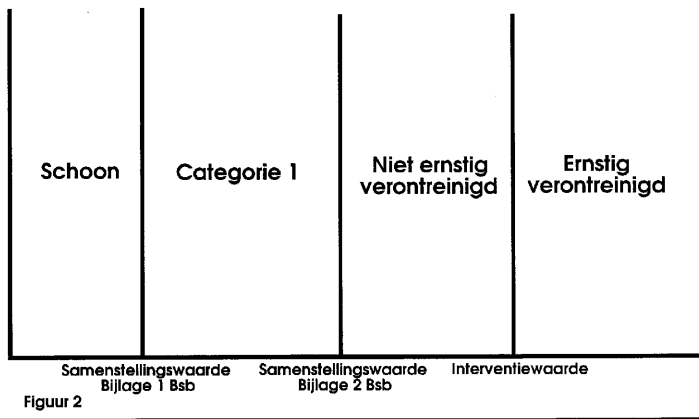 Schoon
Categorie 1
Niet ernstig
verontreinigd
Ernstig
verontreinigd
Samenstellingswaarde
Bijlage 1 Bsb
Samenstellingswaarde
Bijlage 2 Bsb
Interventiewaarde
Figuur 2